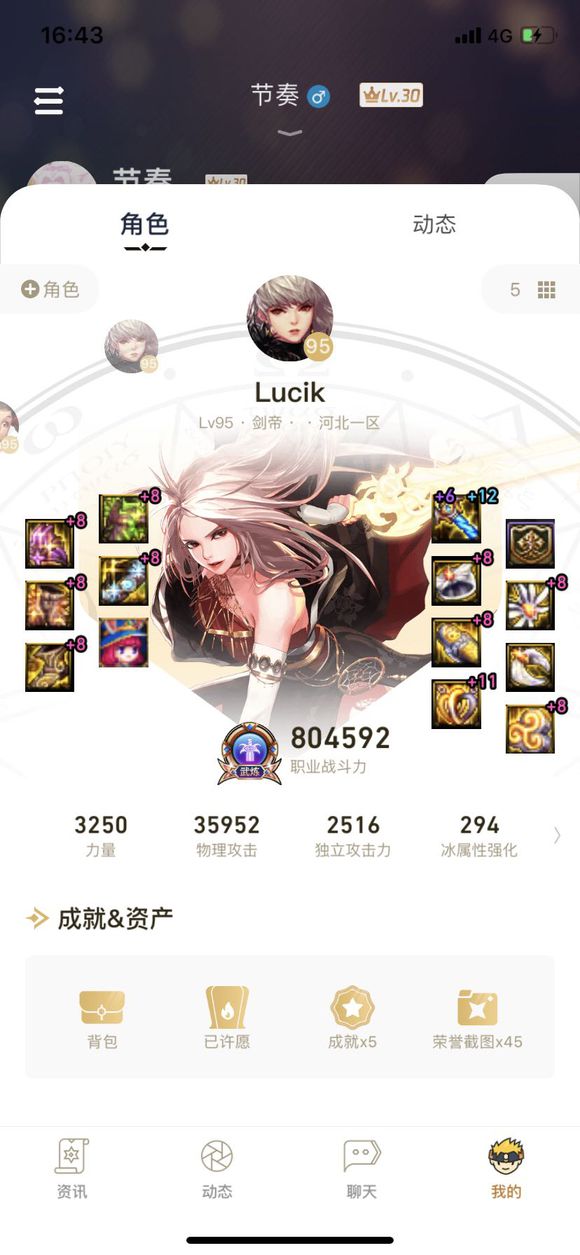 16:43
4G
节奏
Lv.30
节奏
Lv.30
角色
动态
角色
5
95
95
95
Lucik
Lv95 · 剑帝 · · 河北一区
+8
+8
+6
+12
+8
+8
+8
+8
+8
+8
+11
+8
武炼
804592
职业战斗力
3250
35952
2516
294
力量
物理攻击
独立攻击力
冰属性强化
成就&资产
背包
已许愿
成就x5
荣誉截图x45
资讯
动态
聊天
我的